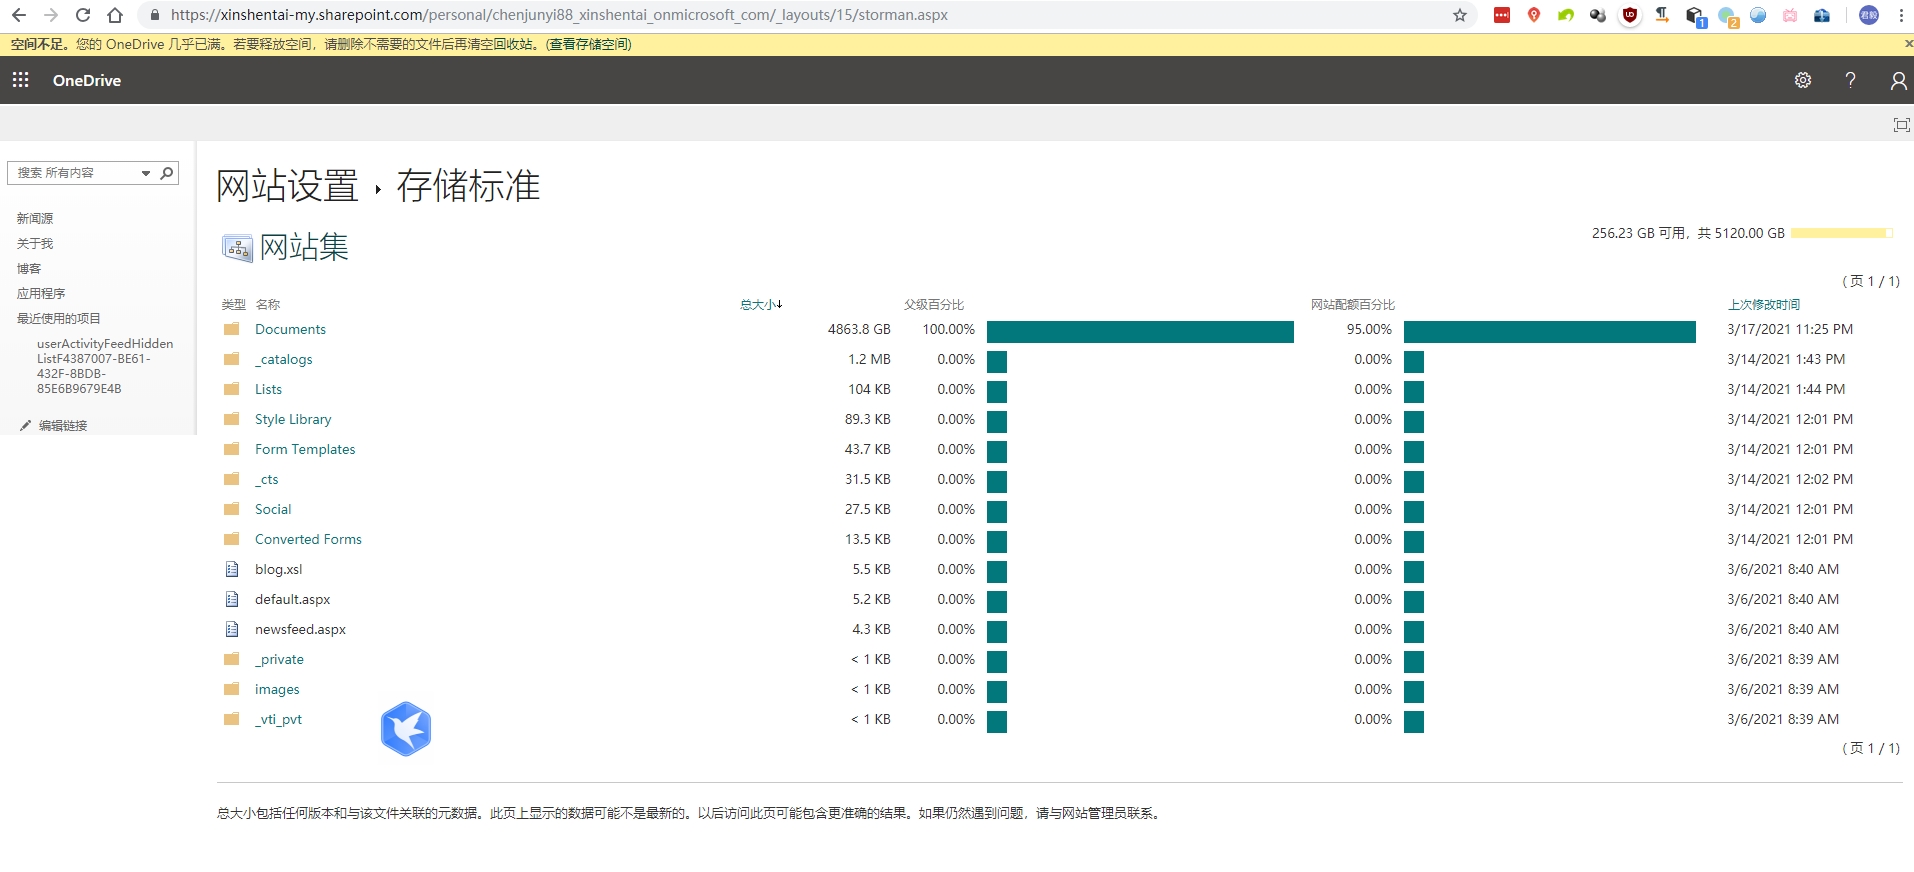 https://xinshentai-my.sharepoint.com/personal/chenjunyi88_xinshentai_onmicrosoft_com/_layouts/15/storman.aspx
1
2
君毅
空间不足。您的 OneDrive 几乎已满。若要释放空间，请删除不需要的文件后再清空回收站。(查看存储空间)
OneDrive
搜索 所有内容
新闻源
关于我
博客
应用程序
最近使用的项目
userActivityFeedHidden
ListF4387007-BE61-
432F-8BDB-
85E6B9679E4B
编辑链接
网站设置 存储标准
网站集
256.23 GB 可用，共 5120.00 GB
( 页 1 / 1)
类型 名称 总大小↓ 父级百分比 网站配额百分比 上次修改时间
Documents 4863.8 GB 100.00% 95.00% 3/17/2021 11:25 PM
_catalogs 1.2 MB 0.00% 0.00% 3/14/2021 1:43 PM
Lists 104 KB 0.00% 0.00% 3/14/2021 1:44 PM
Style Library 89.3 KB 0.00% 0.00% 3/14/2021 12:01 PM
Form Templates 43.7 KB 0.00% 0.00% 3/14/2021 12:01 PM
_cts 31.5 KB 0.00% 0.00% 3/14/2021 12:02 PM
Social 27.5 KB 0.00% 0.00% 3/14/2021 12:01 PM
Converted Forms 13.5 KB 0.00% 0.00% 3/14/2021 12:01 PM
blog.xsl 5.5 KB 0.00% 0.00% 3/6/2021 8:40 AM
default.aspx 5.2 KB 0.00% 0.00% 3/6/2021 8:40 AM
newsfeed.aspx 4.3 KB 0.00% 0.00% 3/6/2021 8:40 AM
_private < 1 KB 0.00% 0.00% 3/6/2021 8:39 AM
images < 1 KB 0.00% 0.00% 3/6/2021 8:39 AM
_vti_pvt < 1 KB 0.00% 0.00% 3/6/2021 8:39 AM
( 页 1 / 1)
总大小包括任何版本和与该文件关联的元数据。此页上显示的数据可能不是最新的。以后访问此页可能包含更准确的结果。如果仍然遇到问题，请与网站管理员联系。